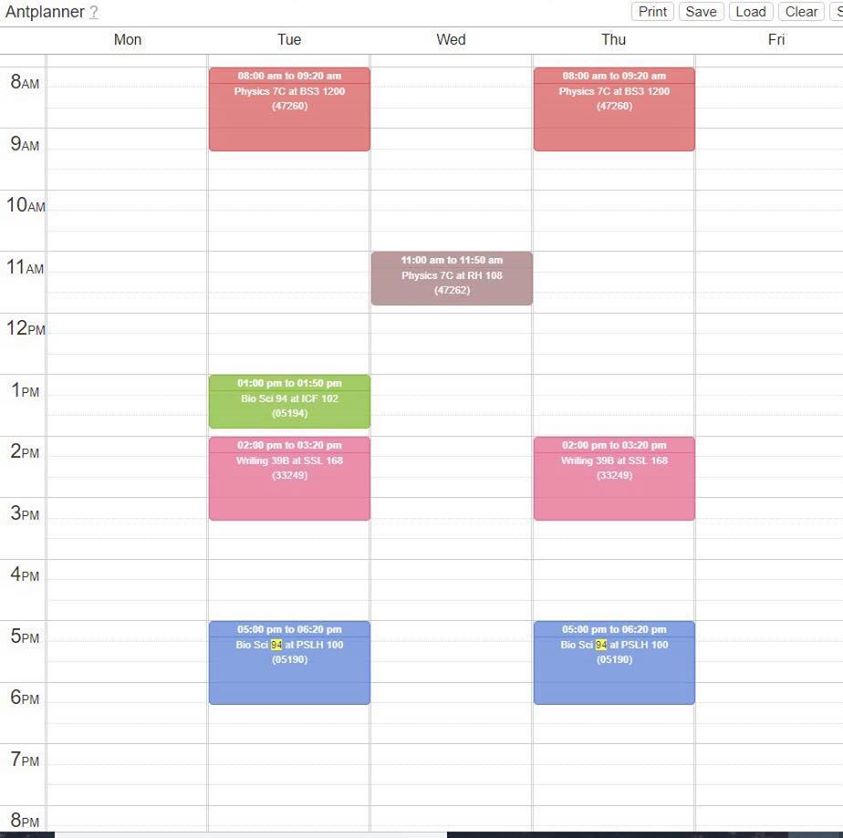 Antplanner ?
Print Save Load Clear S
Mon Tue Wed Thu Fri
8AM
08:00 am to 09:20 am
Physics 7C at BS3 1200
(47260)
08:00 am to 09:20 am
Physics 7C at BS3 1200
(47260)
9AM
10AM
11AM
11:00 am to 11:50 am
Physics 7C at RH 108
(47262)
12PM
1PM
01:00 pm to 01:50 pm
Bio Sci 94 at ICF 102
(05194)
2PM
02:00 pm to 03:20 pm
Writing 39B at SSL 168
(33249)
02:00 pm to 03:20 pm
Writing 39B at SSL 168
(33249)
3PM
4PM
5PM
05:00 pm to 06:20 pm
Bio Sci 94 at PSLH 100
(05190)
05:00 pm to 06:20 pm
Bio Sci 94 at PSLH 100
(05190)
6PM
7PM
8PM